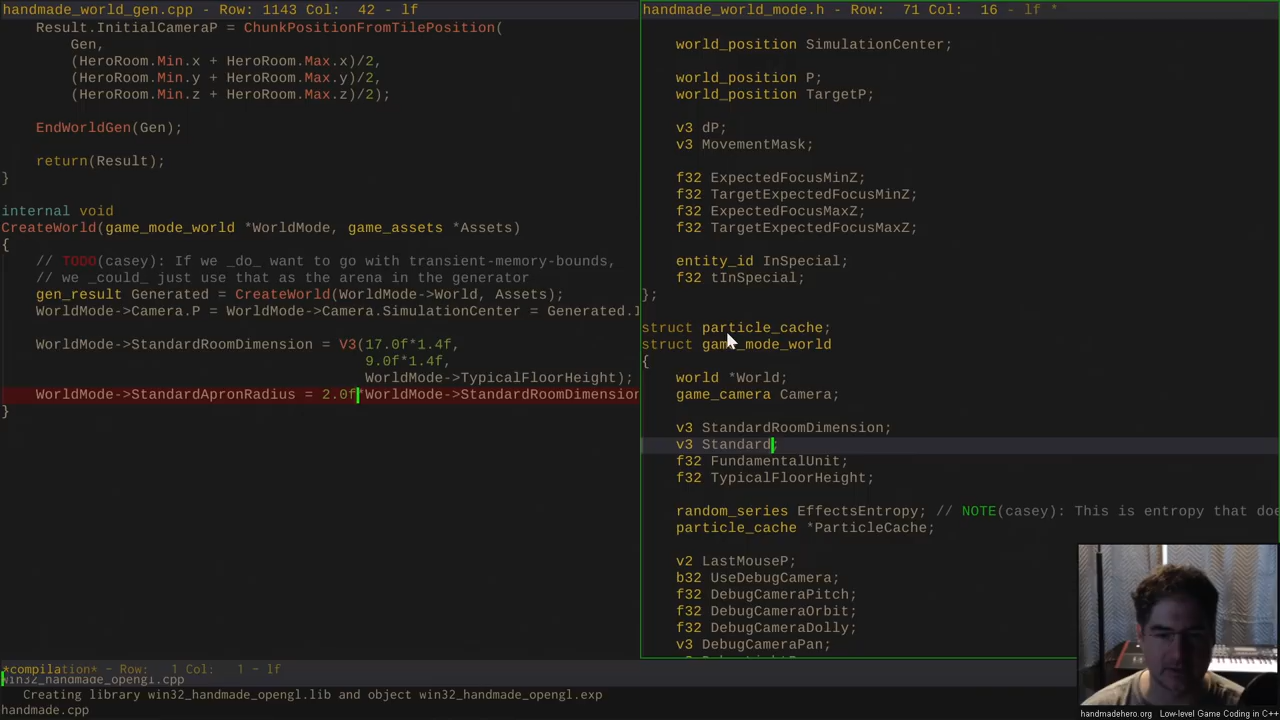 handmade_world_gen.cpp - Row: 1143 Col: 42 - lf
Result.InitialCameraP = ChunkPositionFromTilePosition(
Gen,
(HeroRoom.Min.x + HeroRoom.Max.x)/2,
(HeroRoom.Min.y + HeroRoom.Max.y)/2,
(HeroRoom.Min.z + HeroRoom.Max.z)/2);
EndWorldGen(Gen);
return(Result);
}
internal void
CreateWorld(game_mode_world *WorldMode, game_assets *Assets)
{
// TODO(casey): If we _do_ want to go with transient-memory-bounds,
// we _could_ just use that as the arena in the generator
gen_result Generated = CreateWorld(WorldMode->World, Assets);
WorldMode->Camera.P = WorldMode->Camera.SimulationCenter = Generated.
WorldMode->StandardRoomDimension = V3(17.0f*1.4f,
9.0f*1.4f,
WorldMode->TypicalFloorHeight);
WorldMode->StandardApronRadius = 2.0f*WorldMode->StandardRoomDimension
}
handmade_world_mode.h - Row: 71 Col: 16 - lf *
world_position SimulationCenter;
world_position P;
world_position TargetP;
v3 dP;
v3 MovementMask;
f32 ExpectedFocusMinZ;
f32 TargetExpectedFocusMinZ;
f32 ExpectedFocusMaxZ;
f32 TargetExpectedFocusMaxZ;
entity_id InSpecial;
f32 tInSpecial;
};
struct particle_cache;
struct game_mode_world
{
world *World;
game_camera Camera;
v3 StandardRoomDimension;
v3 Standard;
f32 FundamentalUnit;
f32 TypicalFloorHeight;
random_series EffectsEntropy; // NOTE(casey): This is entropy that doe
particle_cache *ParticleCache;
v2 LastMouseP;
b32 UseDebugCamera;
f32 DebugCameraPitch;
f32 DebugCameraOrbit;
f32 DebugCameraDolly;
v3 DebugCameraPan;
*compilation* - Row: 1 Col: 1 - lf
win32_handmade_opengl.cpp
Creating library win32_handmade_opengl.lib and object win32_handmade_opengl.exp
handmade.cpp
handmadehero.org Low-level Game Coding in C++